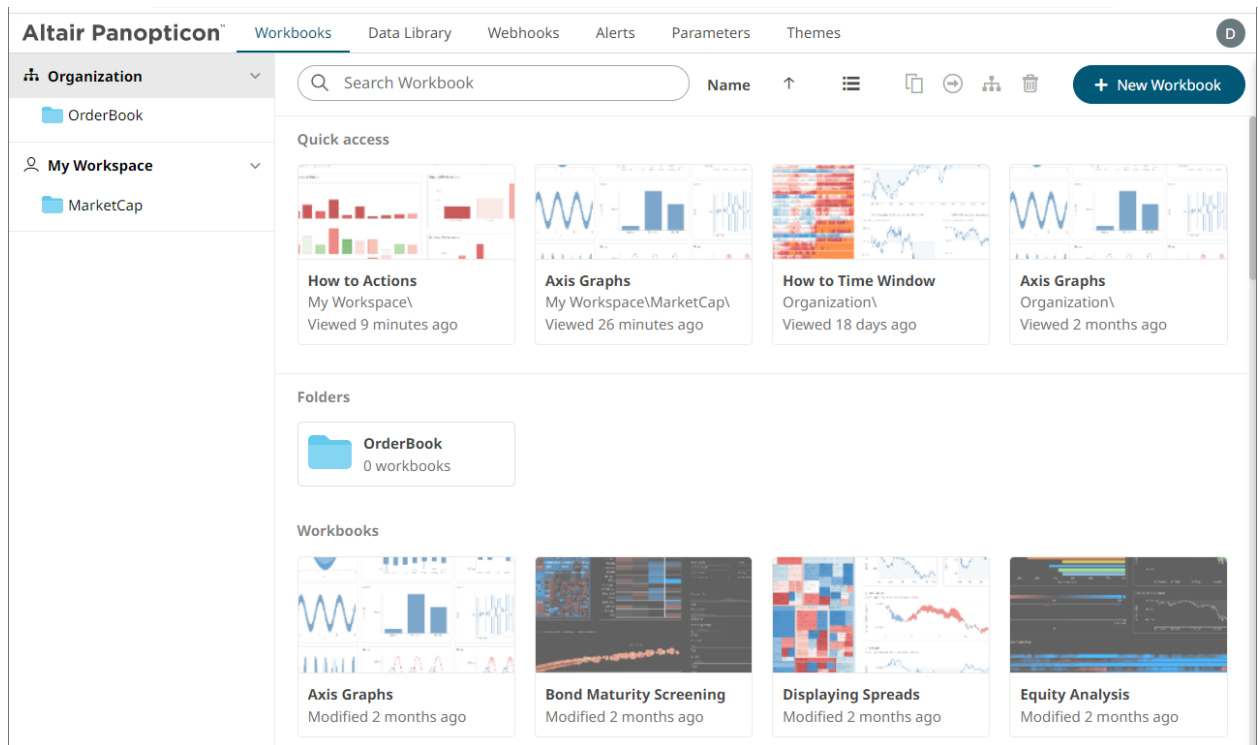 Altair Panopticon™ Workbooks Data Library Webhooks Alerts Parameters Themes D
Organization
OrderBook
My Workspace
MarketCap
Search Workbook Name + New Workbook
Quick access
How to Actions
My Workspace\
Viewed 9 minutes ago
Axis Graphs
My Workspace\MarketCap\
Viewed 26 minutes ago
How to Time Window
Organization\
Viewed 18 days ago
Axis Graphs
Organization\
Viewed 2 months ago
Folders
OrderBook
0 workbooks
Workbooks
Axis Graphs
Modified 2 months ago
Bond Maturity Screening
Modified 2 months ago
Displaying Spreads
Modified 2 months ago
Equity Analysis
Modified 2 months ago